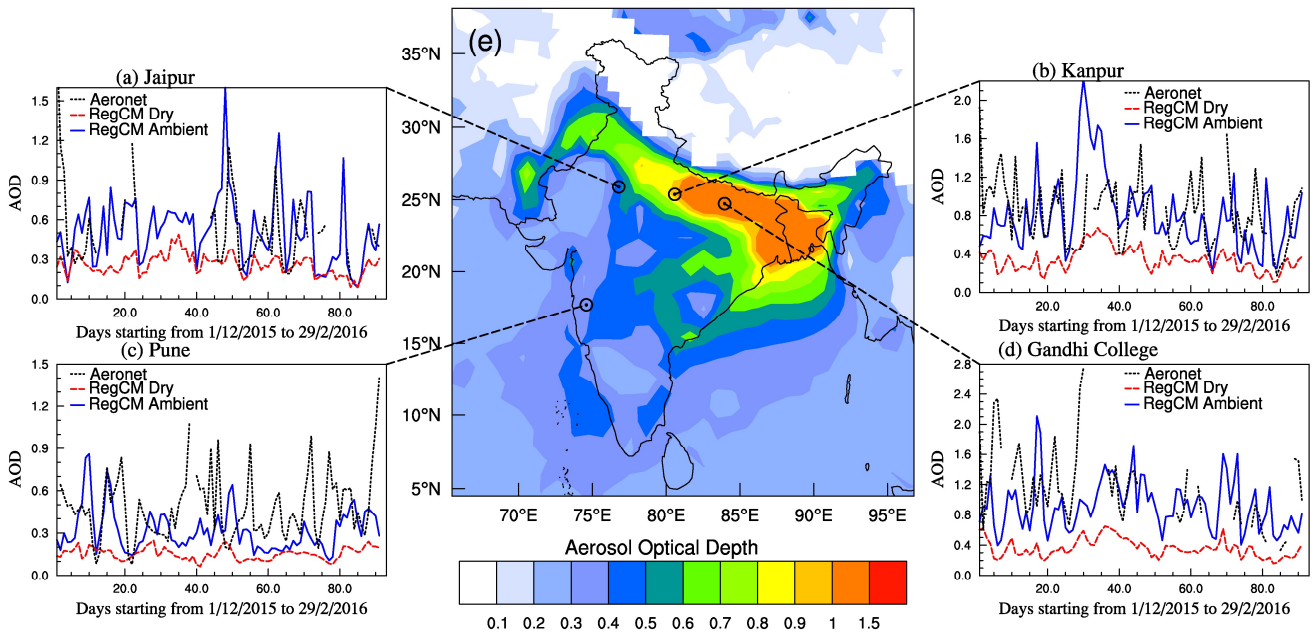 (a) Jaipur
1.5
1.2
0.9
0.6
0.3
0.0
AOD
Aeronet
RegCM Dry
RegCM Ambient
20.0 40.0 60.0 80.0
Days starting from 1/12/2015 to 29/2/2016
(c) Pune
1.5
1.2
0.9
0.6
0.3
0.0
AOD
Aeronet
RegCM Dry
RegCM Ambient
20.0 40.0 60.0 80.0
Days starting from 1/12/2015 to 29/2/2016
(e)
35°N
30°N
25°N
20°N
15°N
10°N
5°N
70°E 75°E 80°E 85°E 90°E 95°E
Aerosol Optical Depth
0.1 0.2 0.3 0.4 0.5 0.6 0.7 0.8 0.9 1 1.5
(b) Kanpur
2.0
1.6
1.2
0.8
0.4
0.0
AOD
Aeronet
RegCM Dry
RegCM Ambient
20.0 40.0 60.0 80.0
Days starting from 1/12/2015 to 29/2/2016
(d) Gandhi College
2.8
2.4
2.0
1.6
1.2
0.8
0.4
0.0
AOD
Aeronet
RegCM Dry
RegCM Ambient
20.0 40.0 60.0 80.0
Days starting from 1/12/2015 to 29/2/2016